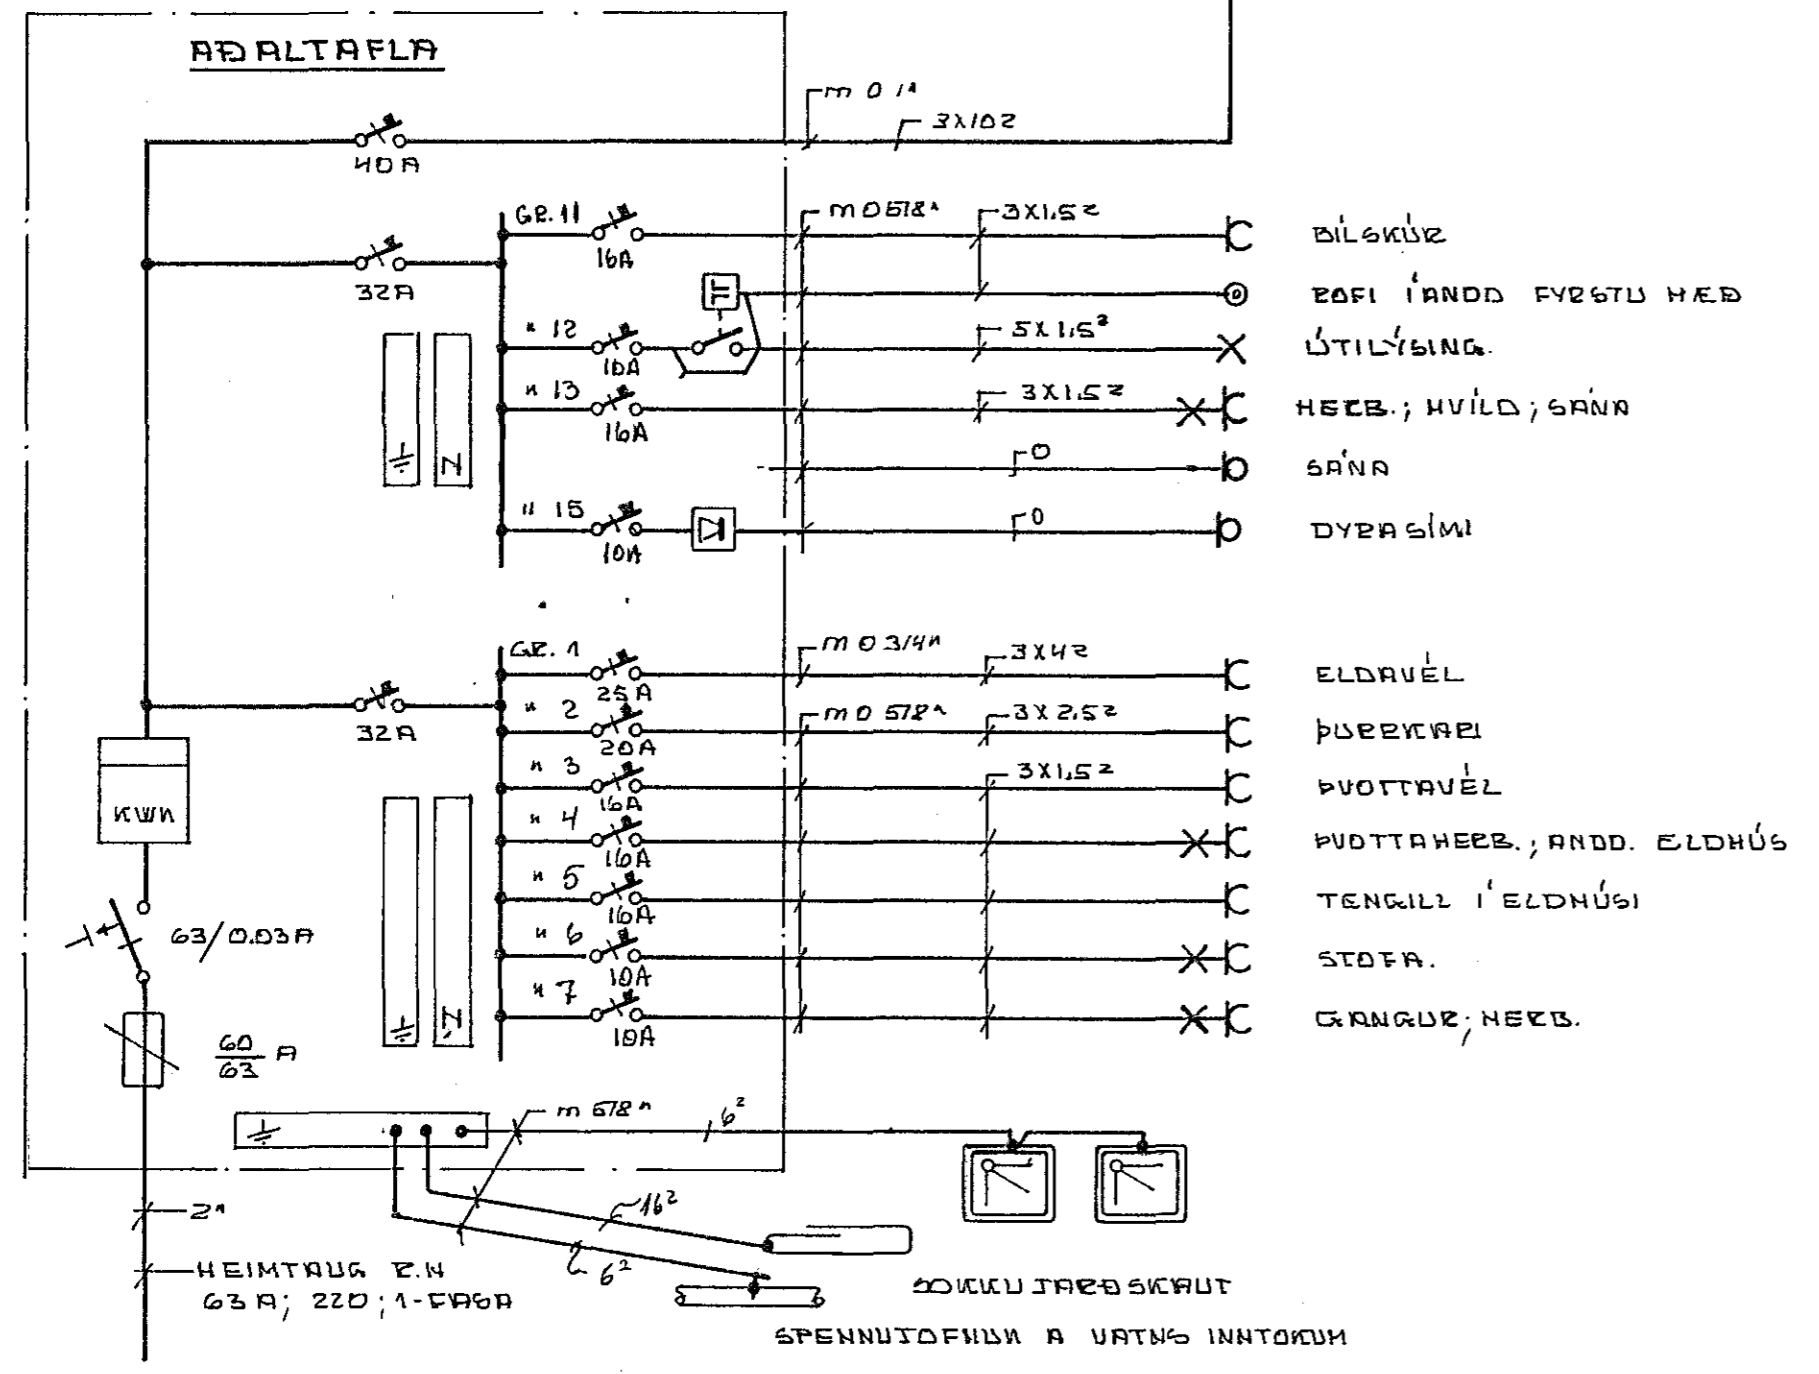 AÐALTAFLA
m 0 1"
3X10²
40A
GR. 11
16A
m 0 5/8"
3X1,5²
BÍLSKÚR
32A
ROFI Í ANDD FYRSTU HÆÐ
" 12
10A
5X1,5²
ÚTILÝSING.
" 13
16A
3X1,5²
HERB.; HVÍLD; SÁNA
0
SÁNA
N
" 15
10A
0
DYRASÍMI
GR. 1
25A
m 0 3/4"
3X4²
ELDAVÉL
32A
" 2
20A
m 0 5/8"
3X2,5²
ÞURRKARI
" 3
16A
3X1,5²
ÞVOTTAVÉL
KWH
" 4
16A
ÞVOTTAHERB.; ANDD. ELDHÚS
" 5
16A
TENGILL Í ELDHÚSI
63/0.03A
" 6
10A
STOFA.
" 7
10A
GANGUR; HERB.
N
60
63 A
m 5/8"
6²
2"
16²
6²
HEIMTAUG R.H
63A; 220; 1-FASA
SÖKKUJARÐSKAUT
SPENNUJÖFNUN A VATNS INNTÖKUM